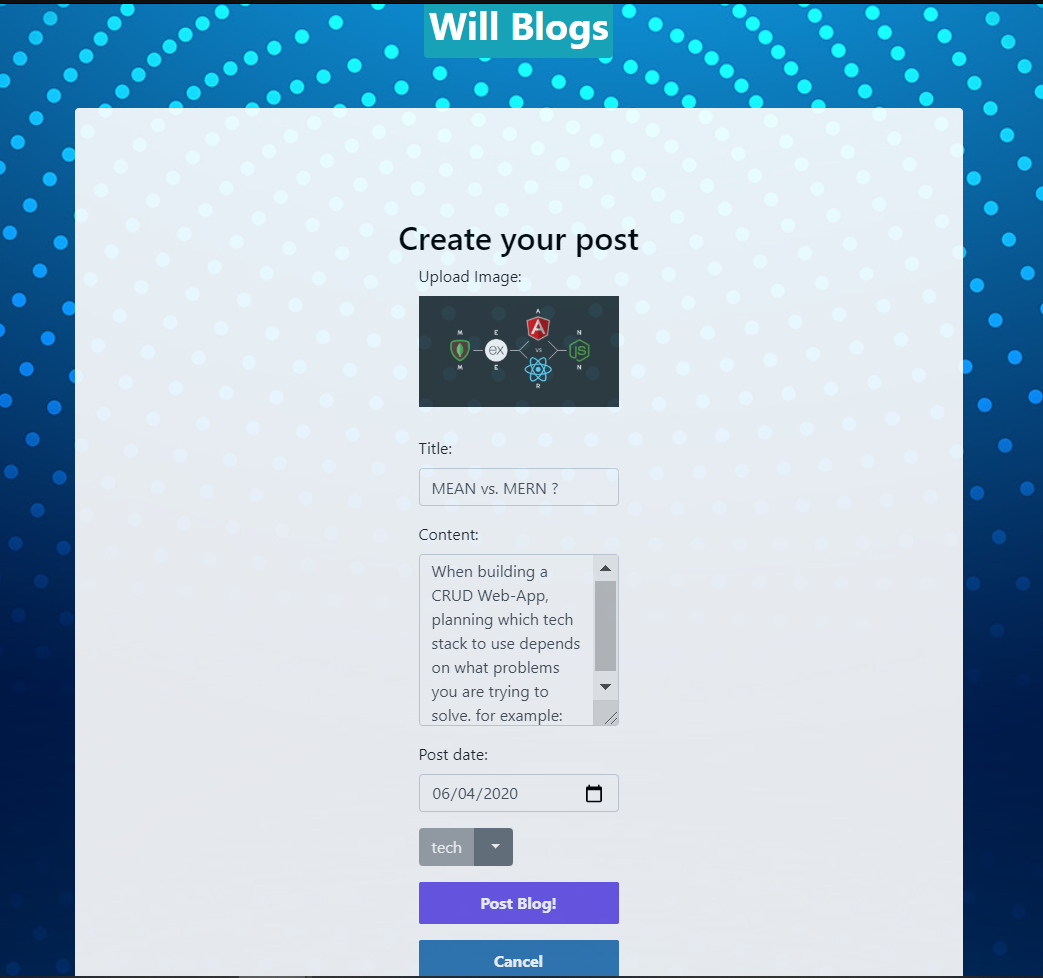 Will Blogs
Create your post
Upload Image:
A
M E N
ex A JS
VS
M E N
R
Title:
MEAN vs. MERN ?
Content:
When building a
CRUD Web-App,
planning which tech
stack to use depends
on what problems
you are trying to
solve. for example:
Post date:
06/04/2020
tech
Post Blog!
Cancel